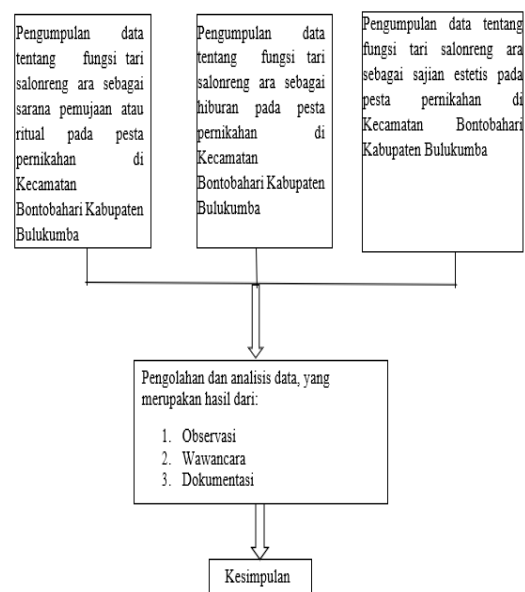 Pengumpulan data
tentang fungsi tari
salonreng ara sebagai
sarana pemujaan atau
ritual pada pesta
pernikahan di
Kecamatan
Bontobahari Kabupaten
Bulukumba
Pengumpulan data
tentang fungsi tari
salonreng ara sebagai
hiburan pada pesta
pernikahan di
Kecamatan
Bontobahari Kabupaten
Bulukumba
Pengumpulan data tentang
fungsi tari salonreng ara
sebagai sajian estetis pada
pesta pernikahan di
Kecamatan Bontobahari
Kabupaten Bulukumba
Pengolahan dan analisis data, yang
merupakan hasil dari:
1. Observasi
2. Wawancara
3. Dokumentasi
Kesimpulan